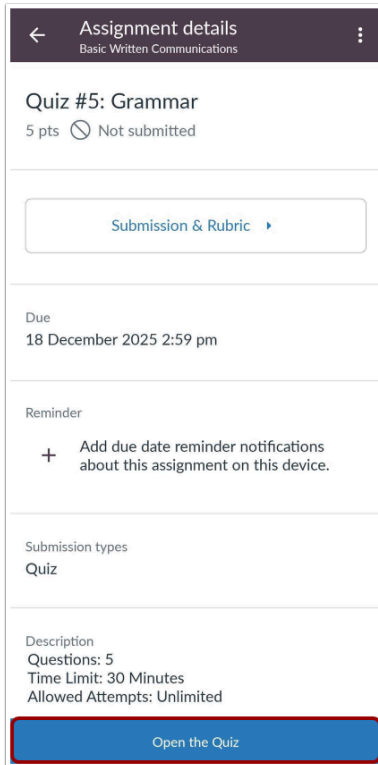 Assignment details
Basic Written Communications
Quiz #5: Grammar
5 pts Not submitted
Submission & Rubric
Due
18 December 2025 2:59 pm
Reminder
Add due date reminder notifications
about this assignment on this device.
Submission types
Quiz
Description
Questions: 5
Time Limit: 30 Minutes
Allowed Attempts: Unlimited
Open the Quiz